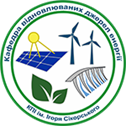 Кафедра відновлюваних джерел енергії
КПІ ім. Ігоря Сікорського